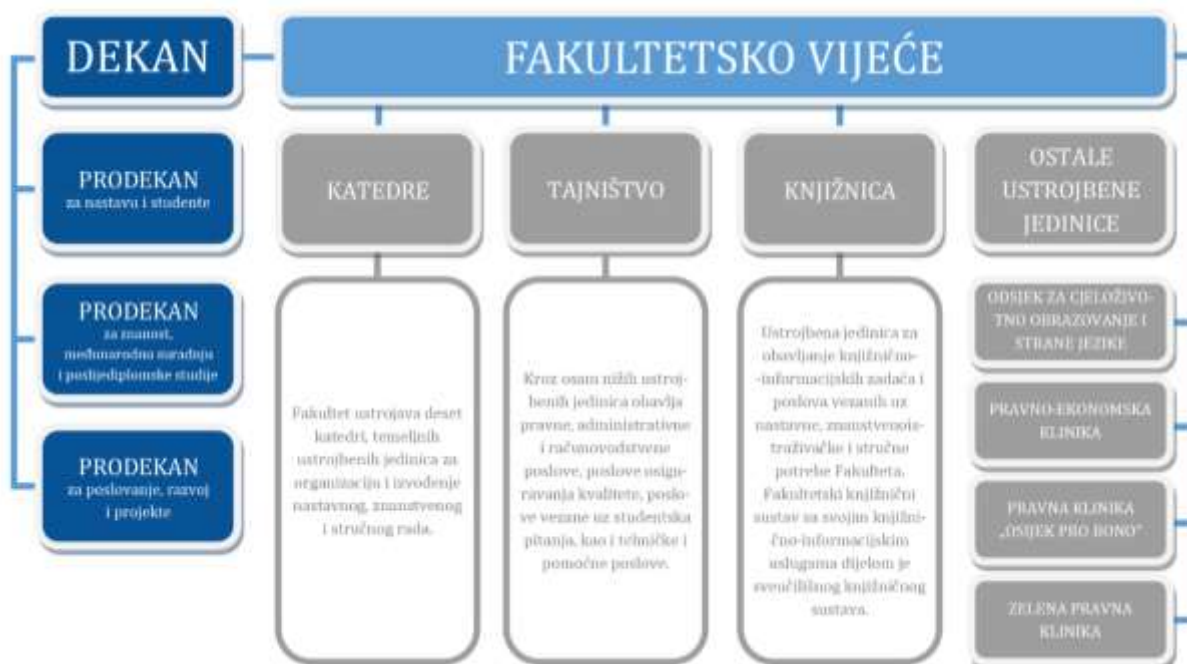 DEKAN
FAKULTETSKO VIJEĆE
PRODEKAN
za nastavu i studente
PRODEKAN
za znanost,
međunarodnu suradnju
i poslijediplomske studije
PRODEKAN
za poslovanje, razvoj
i projekte
KATEDRE
Fakultet ustrojava deset
katedri, temeljnih
ustrojbenih jedinica za
organizaciju i izvođenje
nastavnog, znanstvenog
i stručnog rada.
TAJNIŠTVO
Kroz osam nižih ustroj-
benih jedinica obavlja
pravne, administrativne
i računovodstvene
poslove, poslove osigu-
ravanja kvalitete, poslo-
ve vezane uz studentska
pitanja, kao i tehničke i
pomoćne poslove.
KNJIŽNICA
Ustrojbena jedinica za
obavljanje knjižnično-
-informacijskih zadaća i
poslova vezanih uz
nastavne, znanstvenois-
traživačke i stručne
potrebe Fakulteta.
Fakultetski knjižnični
sustav sa svojim knjižni-
čno-informacijskim
uslugama dijelom je
sveučilišnog knjižničnog
sustava.
OSTALE
USTROJBENE
JEDINICE
ODSJEK ZA CJELOŽIVO-
TNO OBRAZOVANJE I
STRANE JEZIKE
PRAVNO-EKONOMSKA
KLINIKA
PRAVNA KLINIKA
„OSIJEK PRO BONO"
ZELENA PRAVNA
KLINIKA